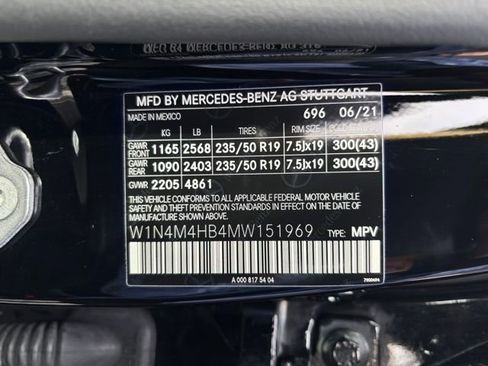 MFD BY MERCEDES-BENZ AG STUTTGART
MADE IN MEXICO 696 06/21
KG LB TIRES RIM SIZE
GAWR FRONT 1165 2568 235/50 R19 7.5Jx19 300(43)
GAWR REAR 1090 2403 235/50 R19 7.5Jx19 300(43)
GVWR 2205 4861
THIS VEHICLE CONFORMS TO ALL APPLICABLE FEDERAL MOTOR VEHICLE
SAFETY AND THEFT PREVENTION STANDARDS IN EFFECT ON THE DATE
OF MANUFACTURE SHOWN ABOVE.
W1N4M4HB4MW151969 TYPE: MPV
A 000 817 54 04